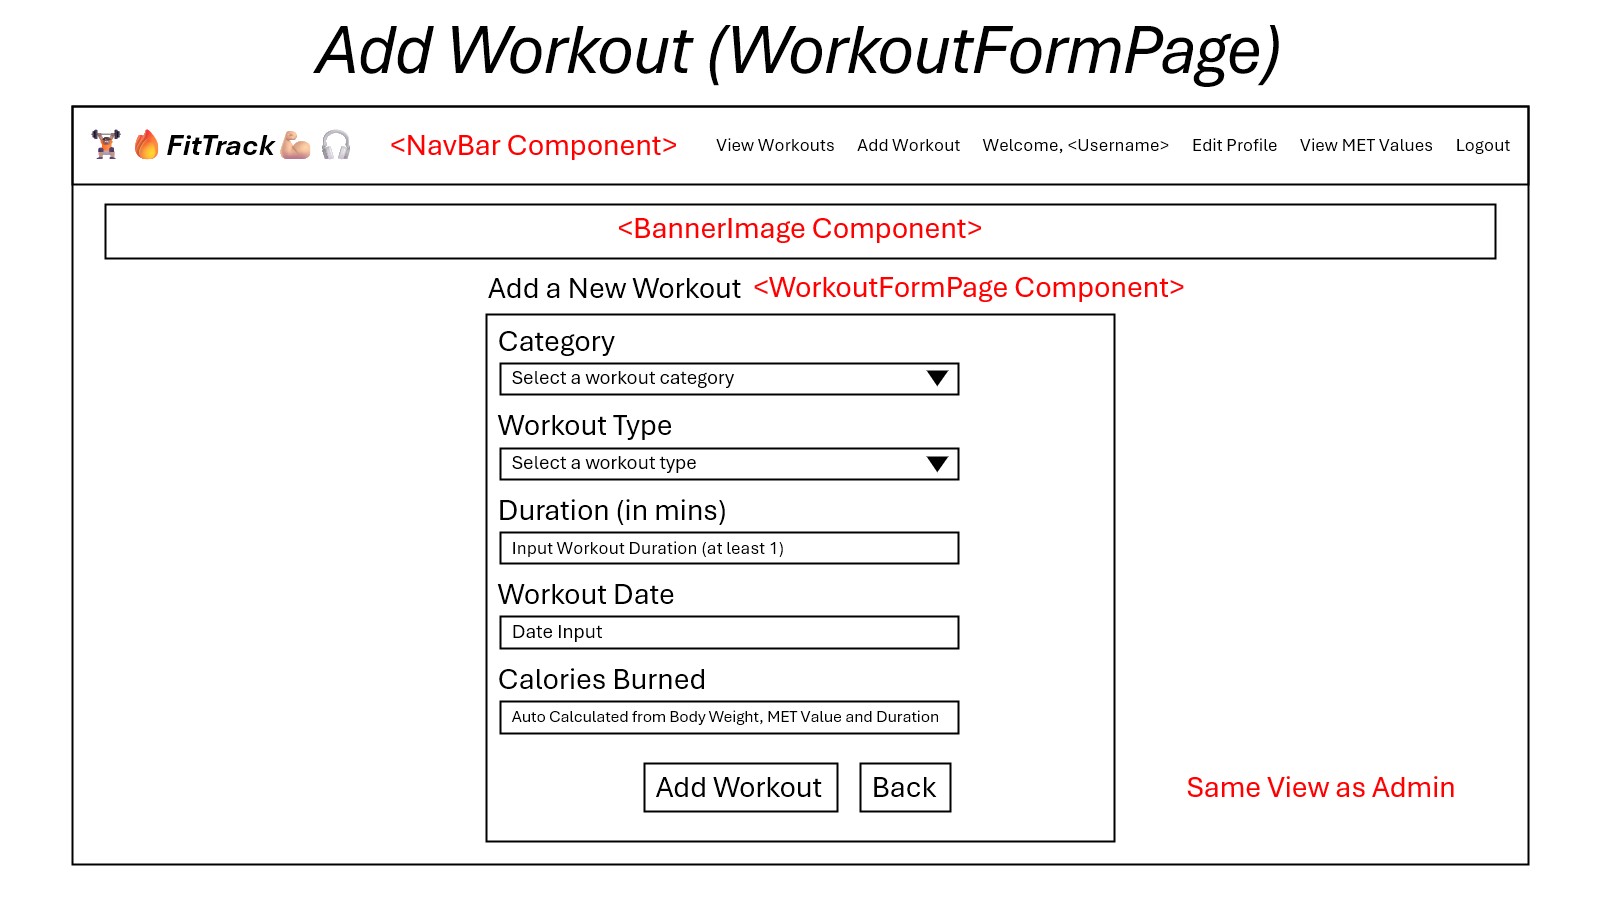 Add Workout (WorkoutFormPage)
FitTrack <NavBar Component> View Workouts Add Workout Welcome, <Username> Edit Profile View MET Values Logout
<BannerImage Component>
Add a New Workout <WorkoutFormPage Component>
Category
Select a workout category
Workout Type
Select a workout type
Duration (in mins)
Input Workout Duration (at least 1)
Workout Date
Date Input
Calories Burned
Auto Calculated from Body Weight, MET Value and Duration
Add Workout Back
Same View as Admin